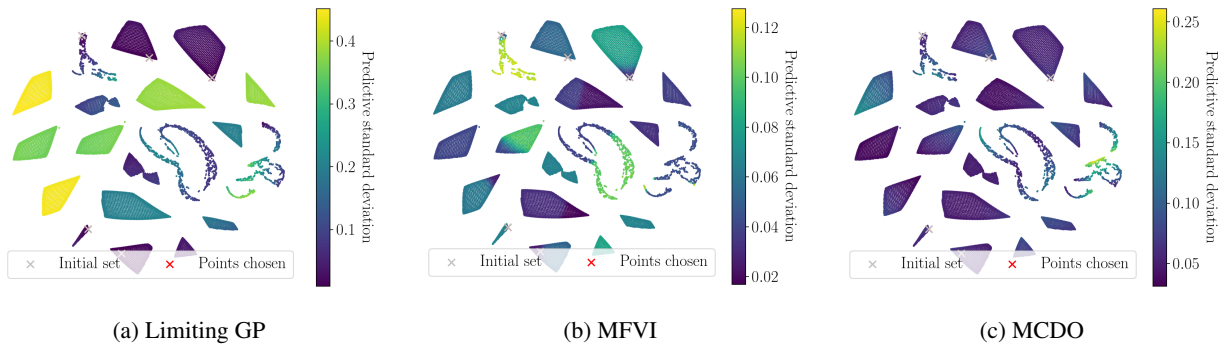 0.4
0.3
0.2
0.1
Predictive standard deviation
× Initial set × Points chosen
(a) Limiting GP
0.12
0.10
0.08
0.06
0.04
0.02
Predictive standard deviation
× Initial set × Points chosen
(b) MFVI
0.25
0.20
0.15
0.10
0.05
Predictive standard deviation
× Initial set × Points chosen
(c) MCDO